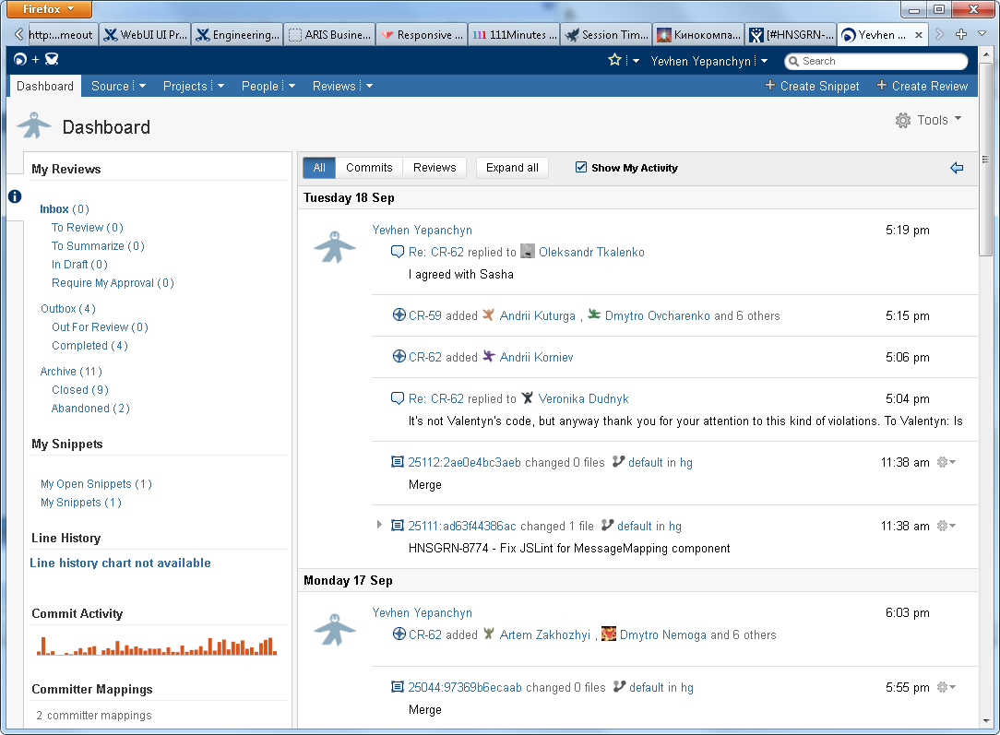 Firefox
http:...meout
WebUI UI Pr...
Engineering...
ARIS Busine...
Responsive ...
111 111Minutes ...
Session Tim...
Кинокомпа...
[#HNSGRN-...
Yevhen ...
+
Yevhen Yepanchyn
Search
Dashboard Source Projects People Reviews
+ Create Snippet + Create Review
Dashboard
Tools
My Reviews
Inbox (0)
To Review (0)
To Summarize (0)
In Draft (0)
Require My Approval (0)
Outbox (4)
Out For Review (0)
Completed (4)
Archive (11)
Closed (9)
Abandoned (2)
My Snippets
My Open Snippets (1)
My Snippets (1)
Line History
Line history chart not available
Commit Activity
Committer Mappings
2 committer mappings
All Commits Reviews Expand all Show My Activity
Tuesday 18 Sep
Yevhen Yepanchyn 5:19 pm
Re: CR-62 replied to Oleksandr Tkalenko
I agreed with Sasha
CR-59 added Andrii Kuturga , Dmytro Ovcharenko and 6 others 5:15 pm
CR-62 added Andrii Korniev 5:06 pm
Re: CR-62 replied to Veronika Dudnyk 5:04 pm
It's not Valentyn's code, but anyway thank you for your attention to this kind of violations. To Valentyn: Is
25112:2ae0e4bc3aeb changed 0 files default in hg 11:38 am
Merge
25111:ad63f44386ac changed 1 file default in hg 11:38 am
HNSGRN-8774 - Fix JSLint for MessageMapping component
Monday 17 Sep
Yevhen Yepanchyn 6:03 pm
CR-62 added Artem Zakhozhyi , Dmytro Nemoga and 6 others
25044:97369b6ecaab changed 0 files default in hg 5:55 pm
Merge